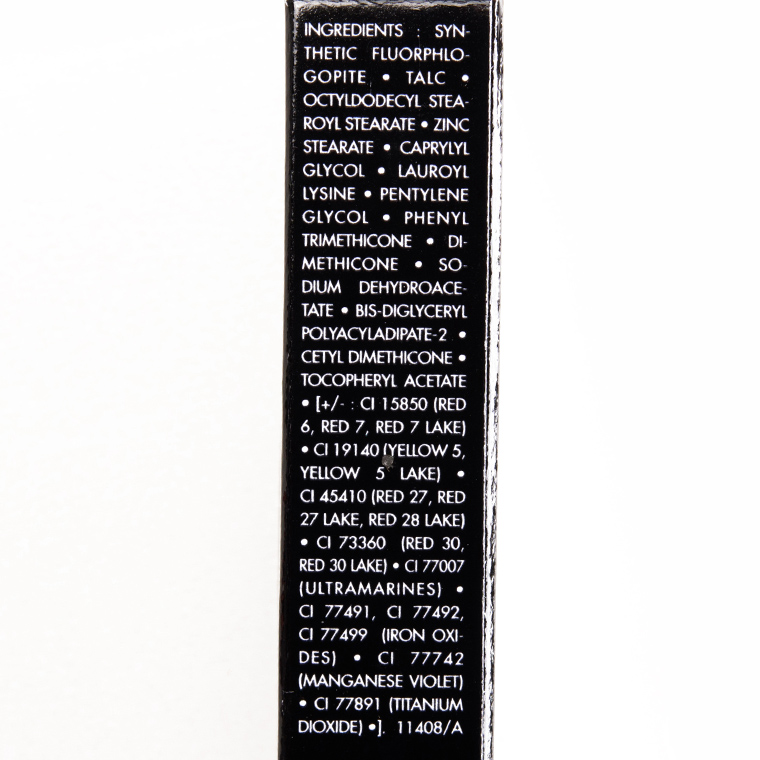 INGREDIENTS : SYN-
THETIC FLUORPHLO-
GOPITE • TALC •
OCTYLDODECYL STEA-
ROYL STEARATE • ZINC
STEARATE • CAPRYLYL
GLYCOL • LAUROYL
LYSINE • PENTYLENE
GLYCOL • PHENYL
TRIMETHICONE • DI-
METHICONE • SO-
DIUM DEHYDROACE-
TATE • BIS-DIGLYCERYL
POLYACYLADIPATE-2 •
CETYL DIMETHICONE •
TOCOPHERYL ACETATE
• [+/- : CI 15850 (RED
6, RED 7, RED 7 LAKE)
• CI 19140 (YELLOW 5,
YELLOW 5 LAKE) •
CI 45410 (RED 27, RED
27 LAKE, RED 28 LAKE)
• CI 73360 (RED 30,
RED 30 LAKE) • CI 77007
(ULTRAMARINES) •
CI 77491, CI 77492,
CI 77499 (IRON OXI-
DES) • CI 77742
(MANGANESE VIOLET)
• CI 77891 (TITANIUM
DIOXIDE) •]. 11408/A